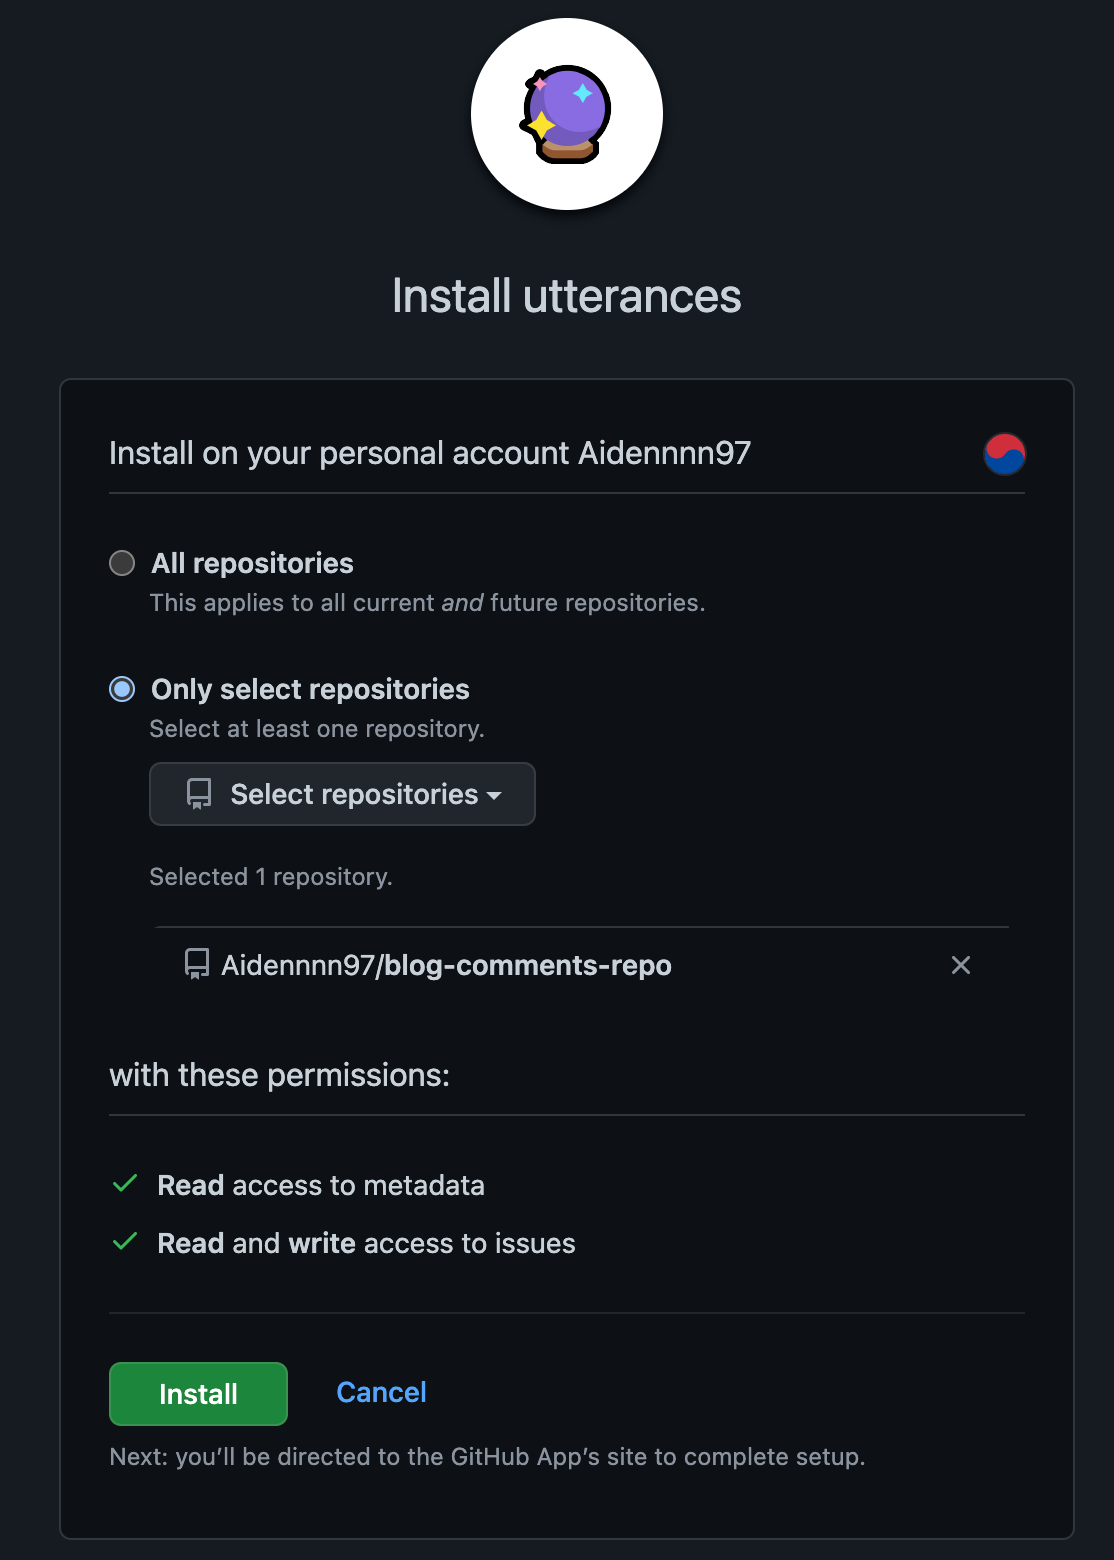 Install utterances
Install on your personal account Aidennnn97
All repositories
This applies to all current and future repositories.
Only select repositories
Select at least one repository.
Select repositories
Selected 1 repository.
Aidennnn97/blog-comments-repo
with these permissions:
Read access to metadata
Read and write access to issues
Install
Cancel
Next: you’ll be directed to the GitHub App’s site to complete setup.